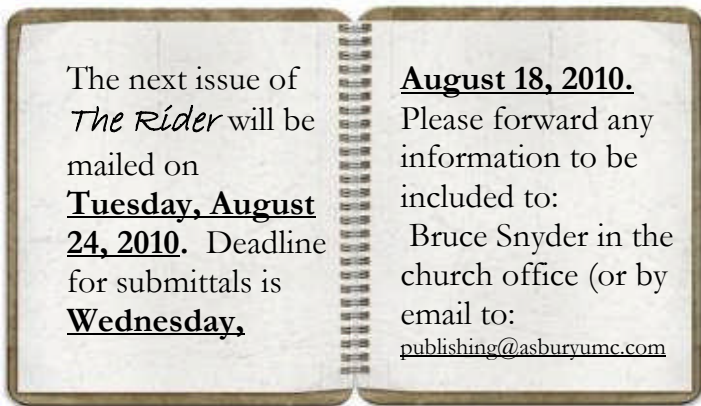 The next issue of
The Rider will be
mailed on
Tuesday, August
24, 2010.  Deadline
for submittals is
Wednesday,
August 18, 2010.
Please forward any
information to be
included to:
Bruce Snyder in the
church office (or by
email to:
publishing@asburyumc.com